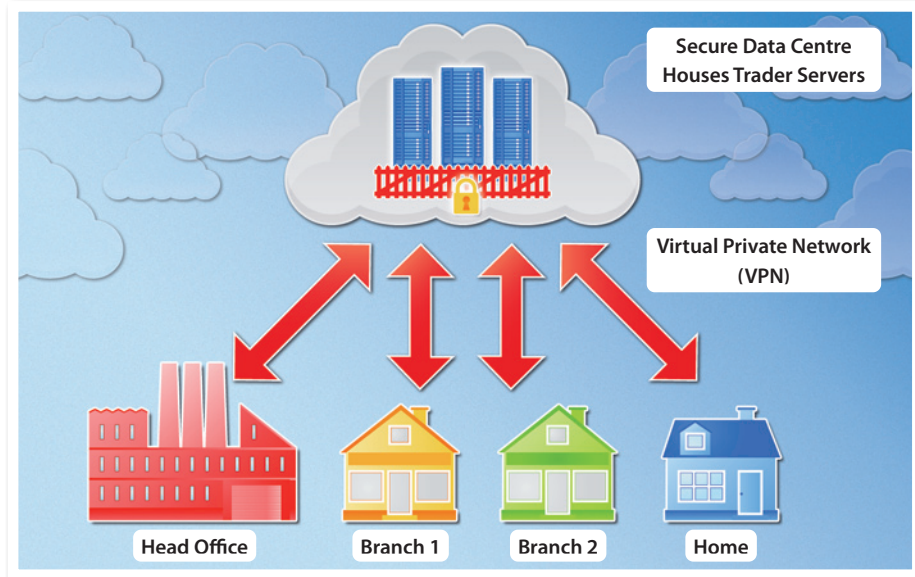 Secure Data Centre
Houses Trader Servers
Virtual Private Network
(VPN)
Head Office
Branch 1
Branch 2
Home